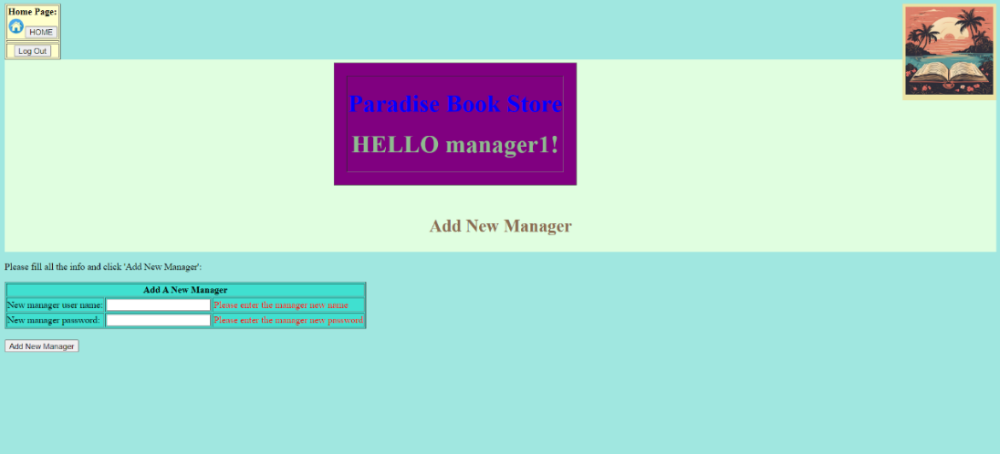 Home Page:
HOME
Log Out
Paradise Book Store
HELLO manager1!
Add New Manager
Please fill all the info and click 'Add New Manager':
Add A New Manager
New manager user name: Please enter the manager new name
New manager password: Please enter the manager new password
Add New Manager